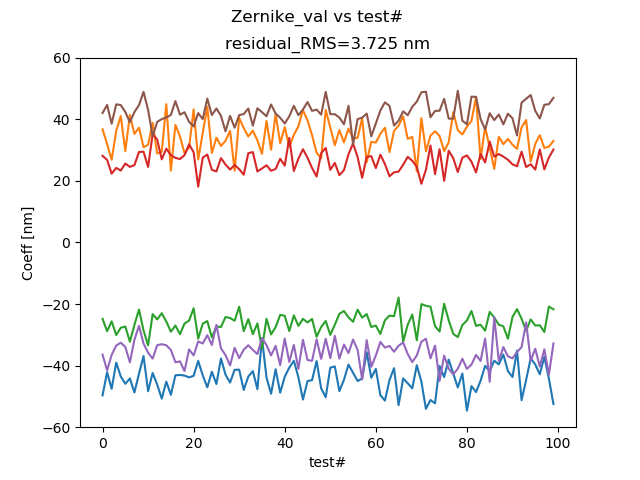 Zernike_val vs test#
residual_RMS=3.725 nm
60
40
20
0
−20
−40
−60
Coeff [nm]
0 20 40 60 80 100
test#